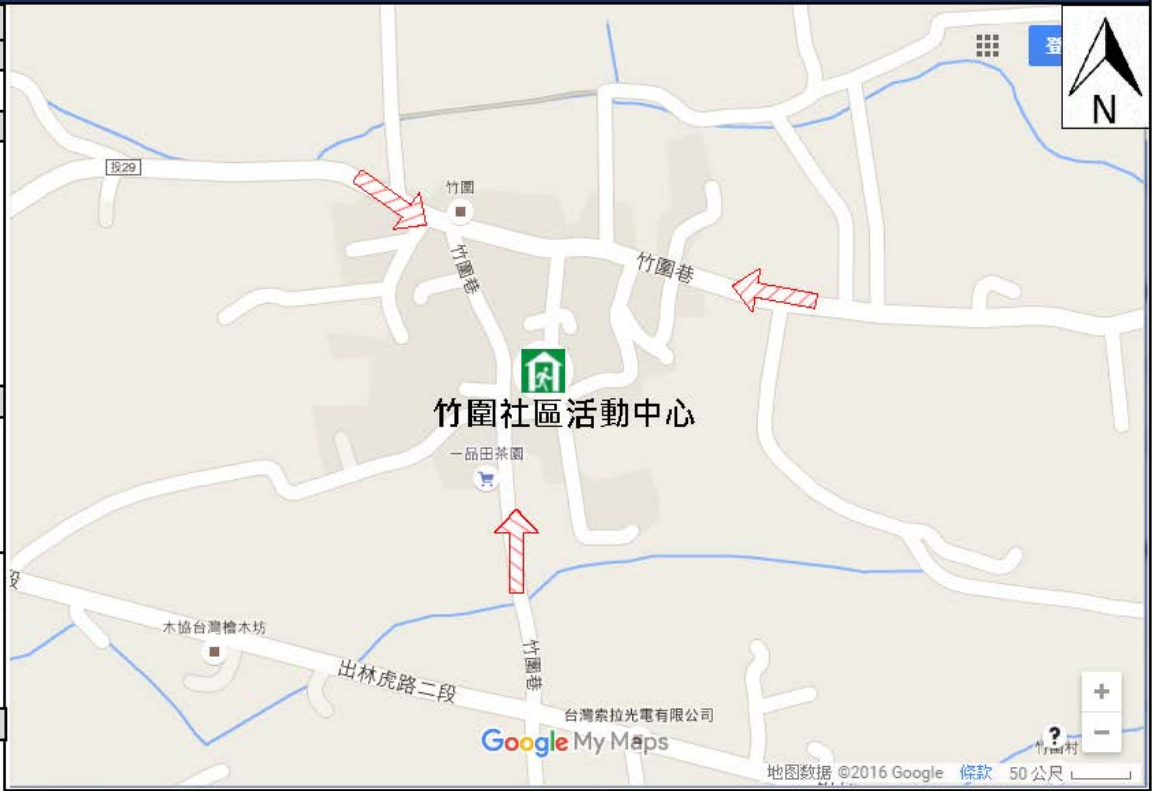 登
N
投29
竹圍
竹圍巷
竹圍巷
竹圍社區活動中心
一品田茶園
段
木協台灣檜木坊
出林虎路二段
竹圍巷
台灣索拉光電有限公司
Google My Maps
+
?
−
竹圍村
地图数据 ©2016 Google 條款 50 公尺